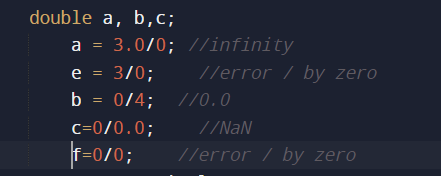 double a, b,c;
a = 3.0/0; //infinity
e = 3/0; //error / by zero
b = 0/4; //0.0
c=0/0.0; //NaN
f=0/0; //error / by zero